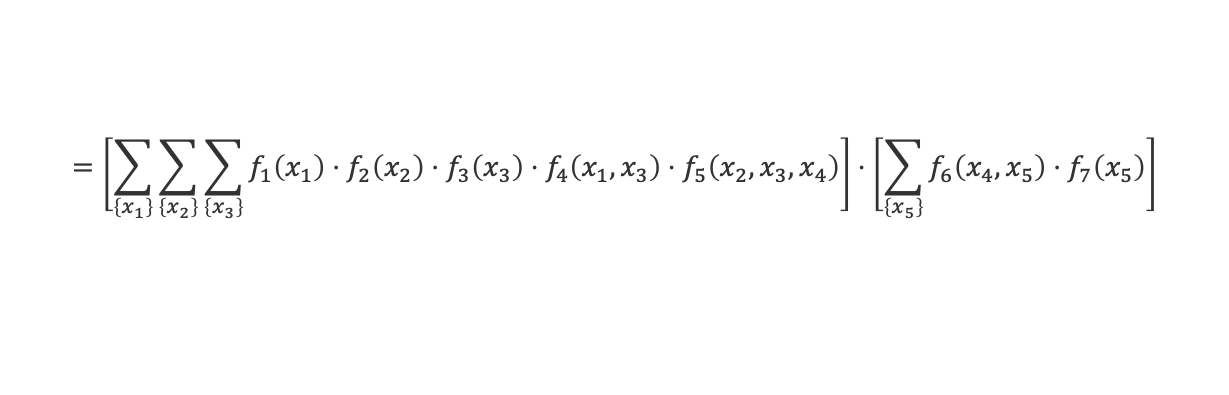 = [∑_{x₁} ∑_{x₂} ∑_{x₃} f₁(x₁) · f₂(x₂) · f₃(x₃) · f₄(x₁, x₃) · f₅(x₂, x₃, x₄)] · [∑_{x₅} f₆(x₄, x₅) · f₇(x₅)]